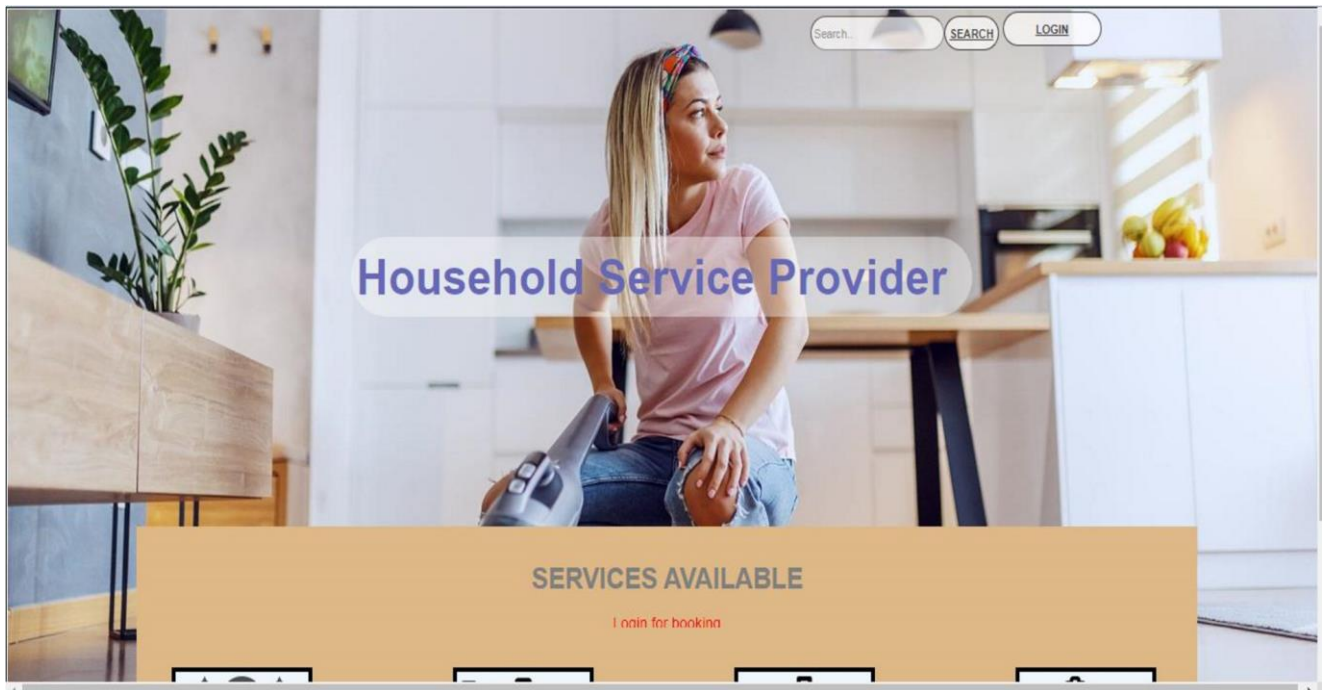 Search..
SEARCH
LOGIN
Household Service Provider
SERVICES AVAILABLE
Login for booking